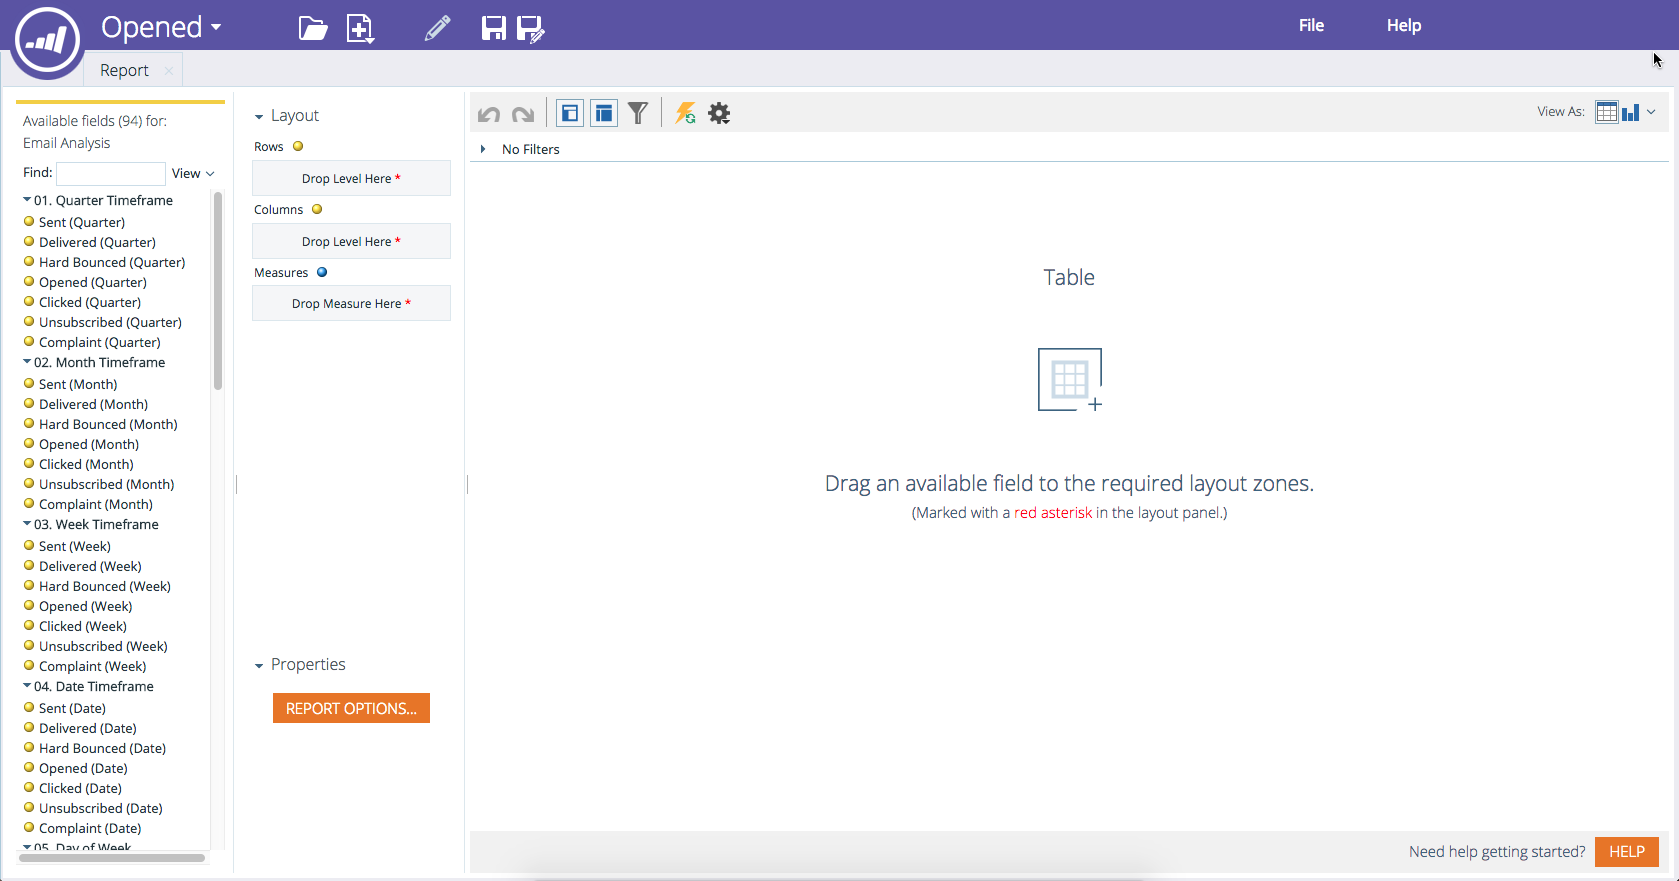 Opened
File
Help
Report
Available fields (94) for:
Email Analysis
Find:
View
01. Quarter Timeframe
Sent (Quarter)
Delivered (Quarter)
Hard Bounced (Quarter)
Opened (Quarter)
Clicked (Quarter)
Unsubscribed (Quarter)
Complaint (Quarter)
02. Month Timeframe
Sent (Month)
Delivered (Month)
Hard Bounced (Month)
Opened (Month)
Clicked (Month)
Unsubscribed (Month)
Complaint (Month)
03. Week Timeframe
Sent (Week)
Delivered (Week)
Hard Bounced (Week)
Opened (Week)
Clicked (Week)
Unsubscribed (Week)
Complaint (Week)
04. Date Timeframe
Sent (Date)
Delivered (Date)
Hard Bounced (Date)
Opened (Date)
Clicked (Date)
Unsubscribed (Date)
Complaint (Date)
05. Day of Week
Layout
Rows
Drop Level Here *
Columns
Drop Level Here *
Measures
Drop Measure Here *
Properties
REPORT OPTIONS...
View As:
No Filters
Table
Drag an available field to the required layout zones.
(Marked with a red asterisk in the layout panel.)
Need help getting started?
HELP